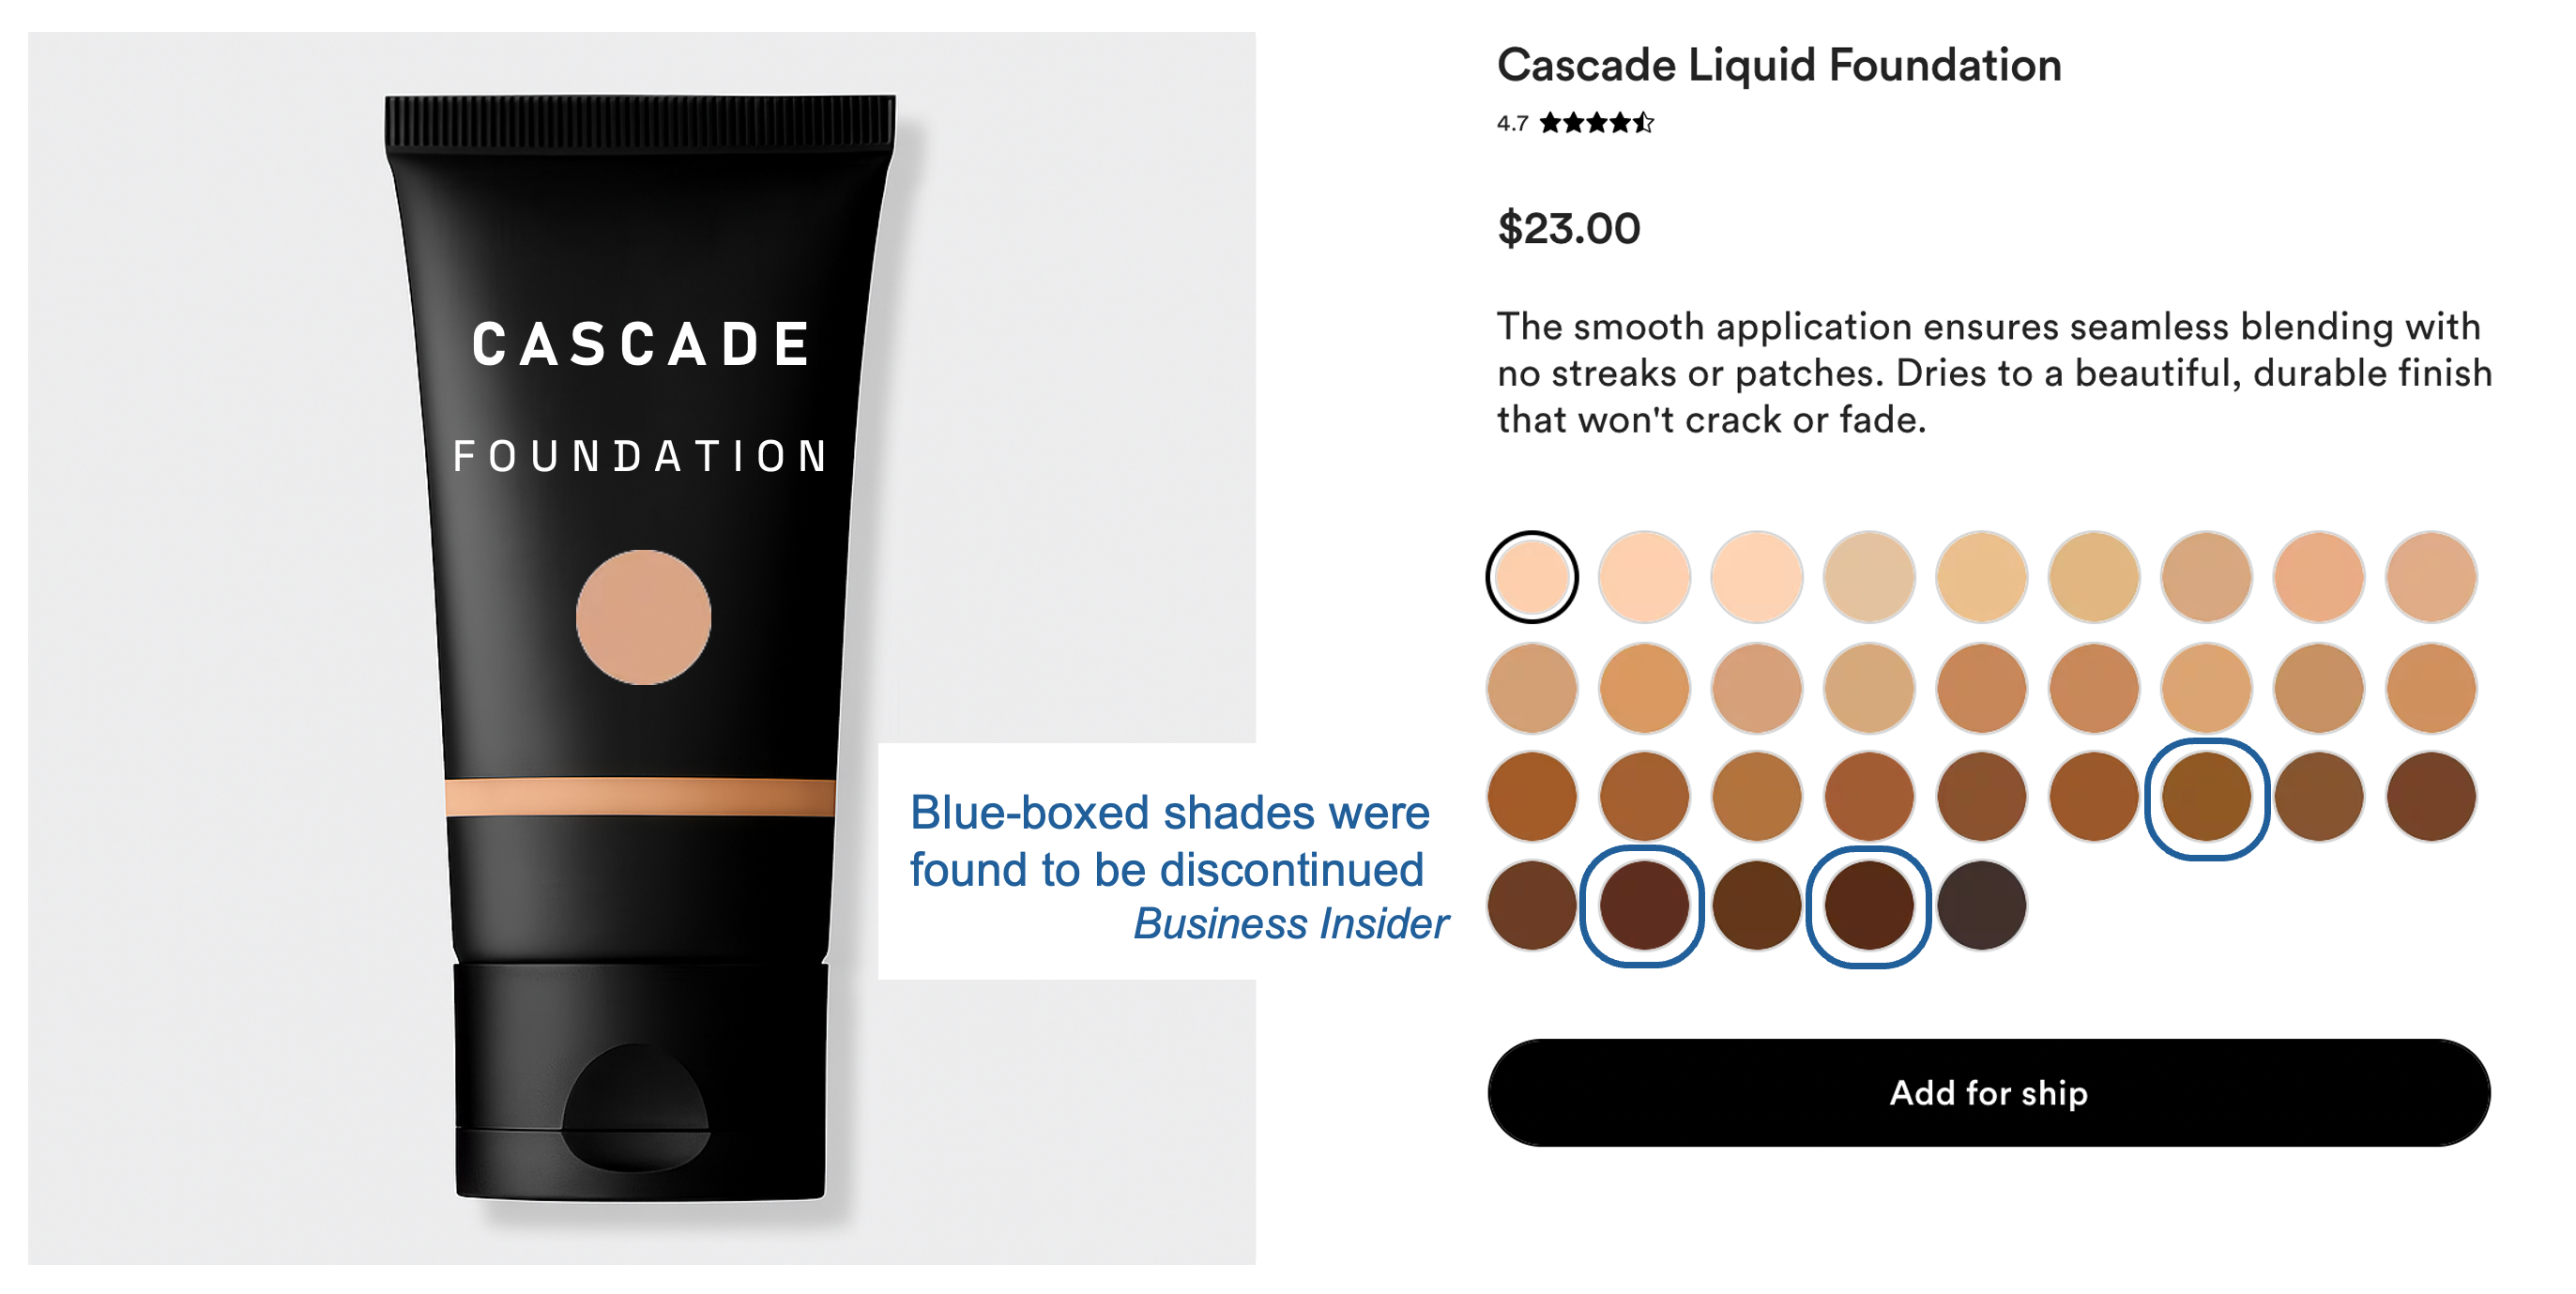 CASCADE
FOUNDATION
Blue-boxed shades were
found to be discontinued
Business Insider
Cascade Liquid Foundation
4.7
$23.00
The smooth application ensures seamless blending with
no streaks or patches. Dries to a beautiful, durable finish
that won't crack or fade.
Add for ship